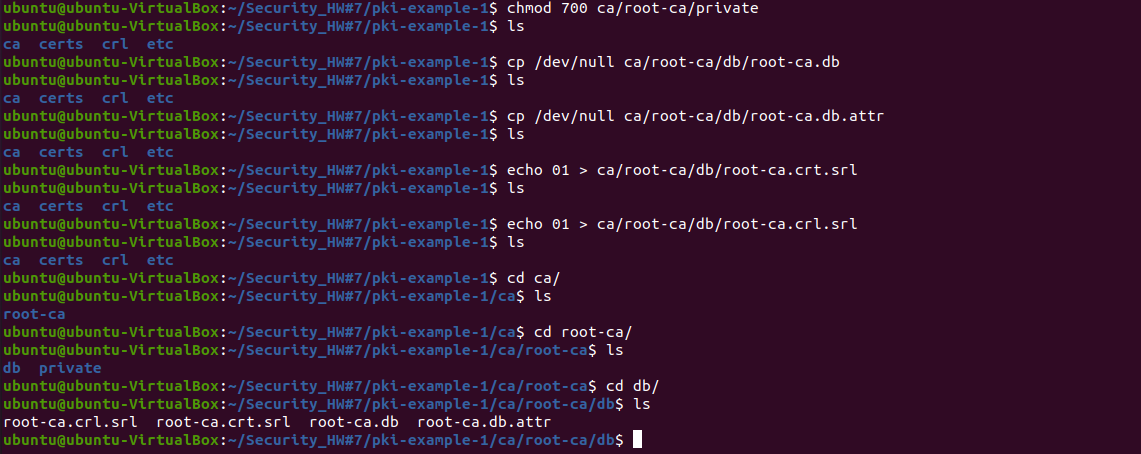 ubuntu@ubuntu-VirtualBox:~/Security_HW#7/pki-example-1$ chmod 700 ca/root-ca/private
ubuntu@ubuntu-VirtualBox:~/Security_HW#7/pki-example-1$ ls
ca  certs  crl  etc
ubuntu@ubuntu-VirtualBox:~/Security_HW#7/pki-example-1$ cp /dev/null ca/root-ca/db/root-ca.db
ubuntu@ubuntu-VirtualBox:~/Security_HW#7/pki-example-1$ ls
ca  certs  crl  etc
ubuntu@ubuntu-VirtualBox:~/Security_HW#7/pki-example-1$ cp /dev/null ca/root-ca/db/root-ca.db.attr
ubuntu@ubuntu-VirtualBox:~/Security_HW#7/pki-example-1$ ls
ca  certs  crl  etc
ubuntu@ubuntu-VirtualBox:~/Security_HW#7/pki-example-1$ echo 01 > ca/root-ca/db/root-ca.crt.srl
ubuntu@ubuntu-VirtualBox:~/Security_HW#7/pki-example-1$ ls
ca  certs  crl  etc
ubuntu@ubuntu-VirtualBox:~/Security_HW#7/pki-example-1$ echo 01 > ca/root-ca/db/root-ca.crl.srl
ubuntu@ubuntu-VirtualBox:~/Security_HW#7/pki-example-1$ ls
ca  certs  crl  etc
ubuntu@ubuntu-VirtualBox:~/Security_HW#7/pki-example-1$ cd ca/
ubuntu@ubuntu-VirtualBox:~/Security_HW#7/pki-example-1/ca$ ls
root-ca
ubuntu@ubuntu-VirtualBox:~/Security_HW#7/pki-example-1/ca$ cd root-ca/
ubuntu@ubuntu-VirtualBox:~/Security_HW#7/pki-example-1/ca/root-ca$ ls
db  private
ubuntu@ubuntu-VirtualBox:~/Security_HW#7/pki-example-1/ca/root-ca$ cd db/
ubuntu@ubuntu-VirtualBox:~/Security_HW#7/pki-example-1/ca/root-ca/db$ ls
root-ca.crl.srl  root-ca.crt.srl  root-ca.db  root-ca.db.attr
ubuntu@ubuntu-VirtualBox:~/Security_HW#7/pki-example-1/ca/root-ca/db$